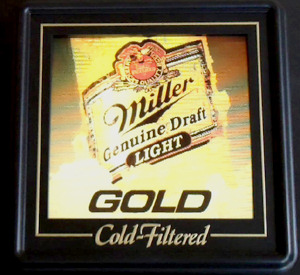 Miller
Genuine Draft
LIGHT
GOLD
Cold-Filtered